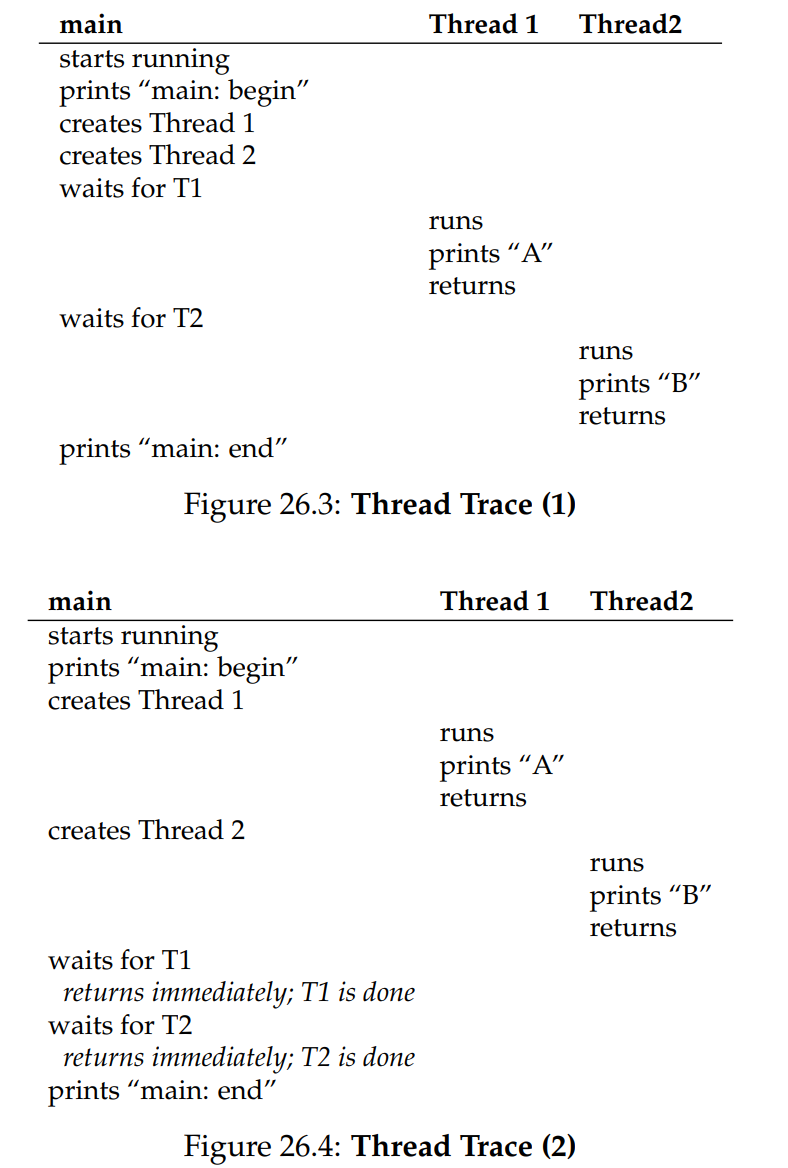 main Thread 1 Thread2
starts running
prints “main: begin”
creates Thread 1
creates Thread 2
waits for T1
runs
prints “A”
returns
waits for T2
runs
prints “B”
returns
prints “main: end”
Figure 26.3: Thread Trace (1)
main Thread 1 Thread2
starts running
prints “main: begin”
creates Thread 1
runs
prints “A”
returns
creates Thread 2
runs
prints “B”
returns
waits for T1
returns immediately; T1 is done
waits for T2
returns immediately; T2 is done
prints “main: end”
Figure 26.4: Thread Trace (2)